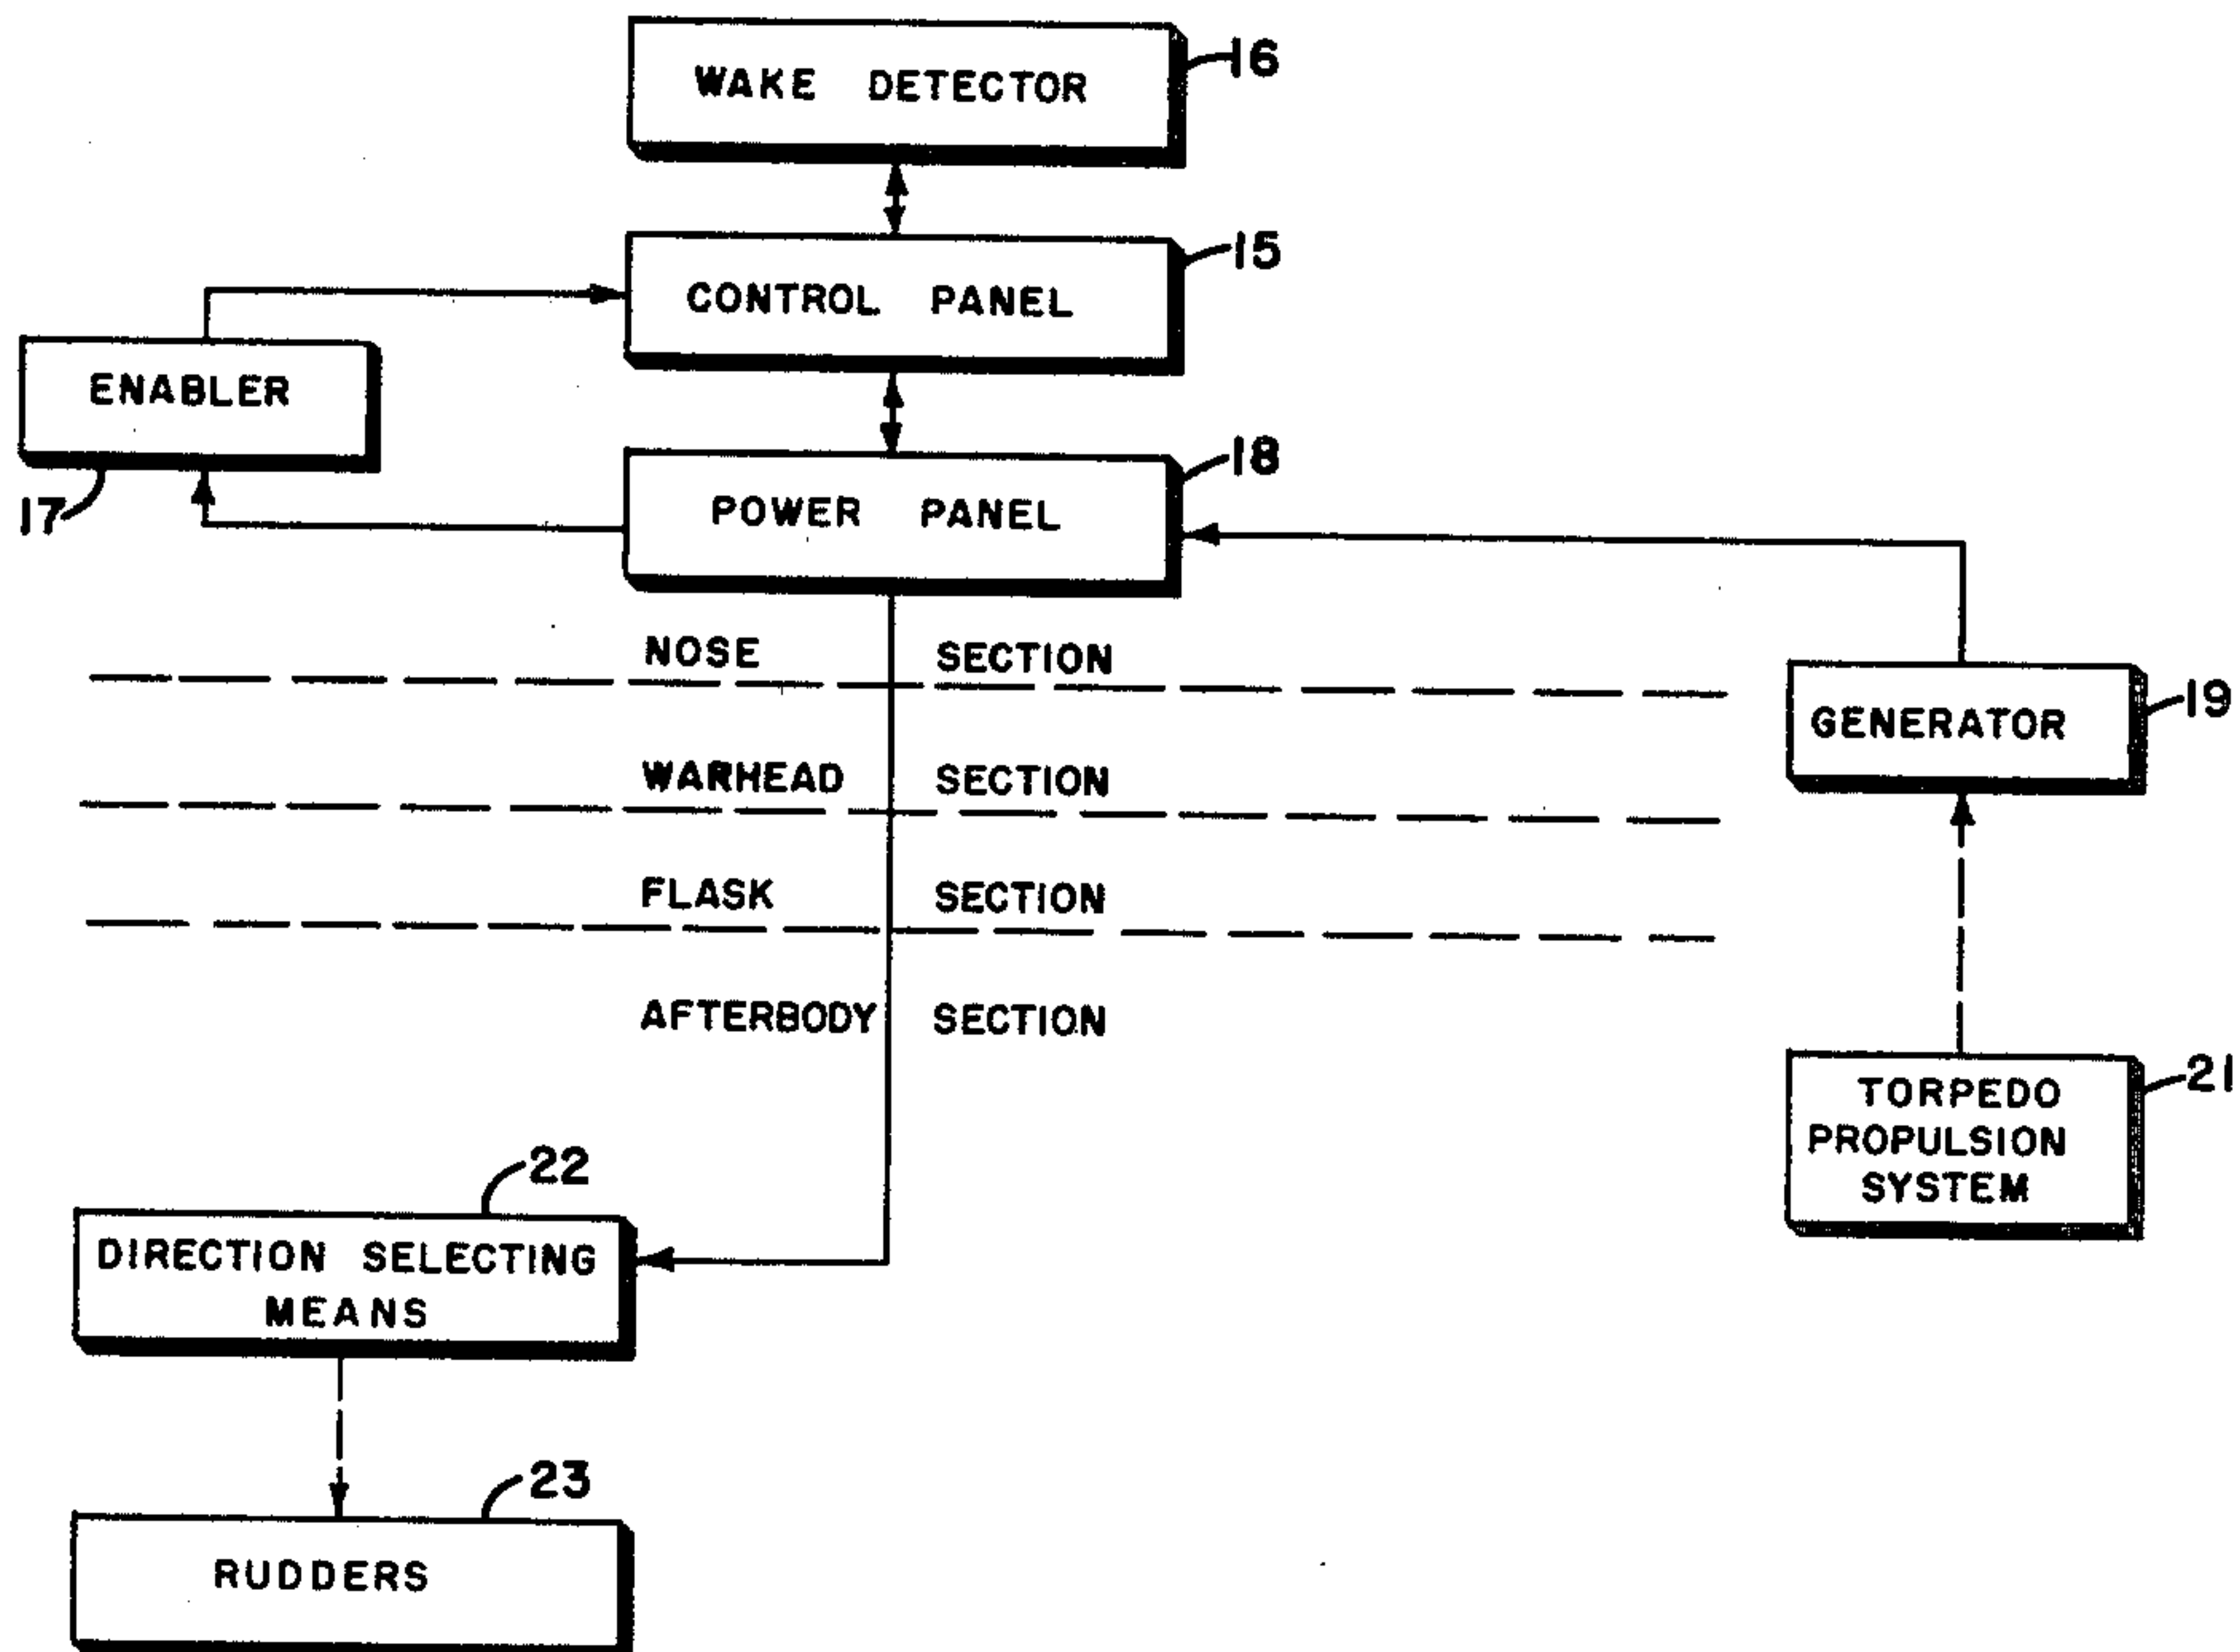 WAKE DETECTOR
16
CONTROL PANEL
15
ENABLER
17
POWER PANEL
18
NOSE SECTION
GENERATOR
19
WARHEAD SECTION
FLASK SECTION
AFTERBODY SECTION
TORPEDO
PROPULSION
SYSTEM
21
22
DIRECTION SELECTING
MEANS
23
RUDDERS